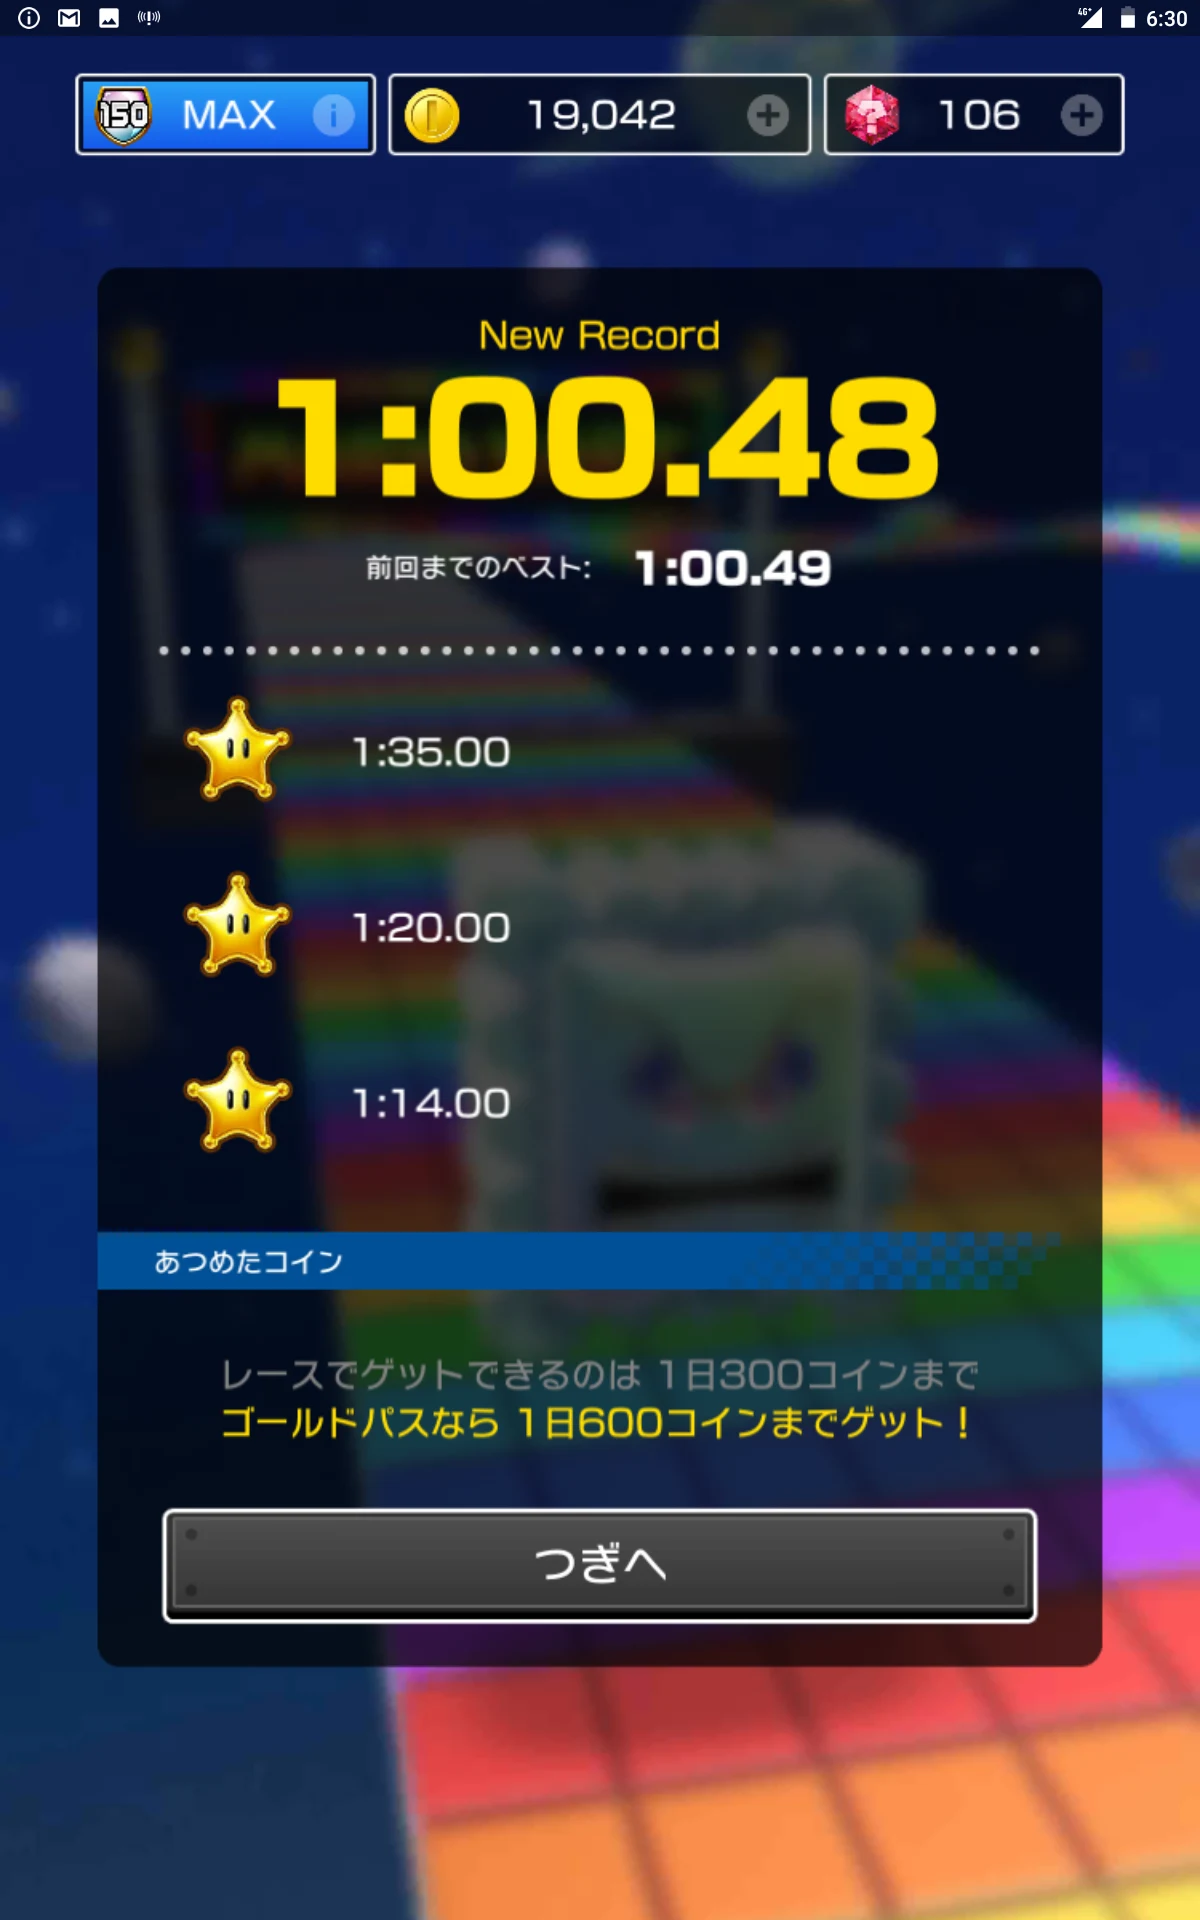 6:30
150 MAX
19,042
106
New Record
1:00.48
前回までのベスト: 1:00.49
1:35.00
1:20.00
1:14.00
あつめたコイン
レースでゲットできるのは 1日300コインまで
ゴールドパスなら 1日600コインまでゲット！
つぎへ